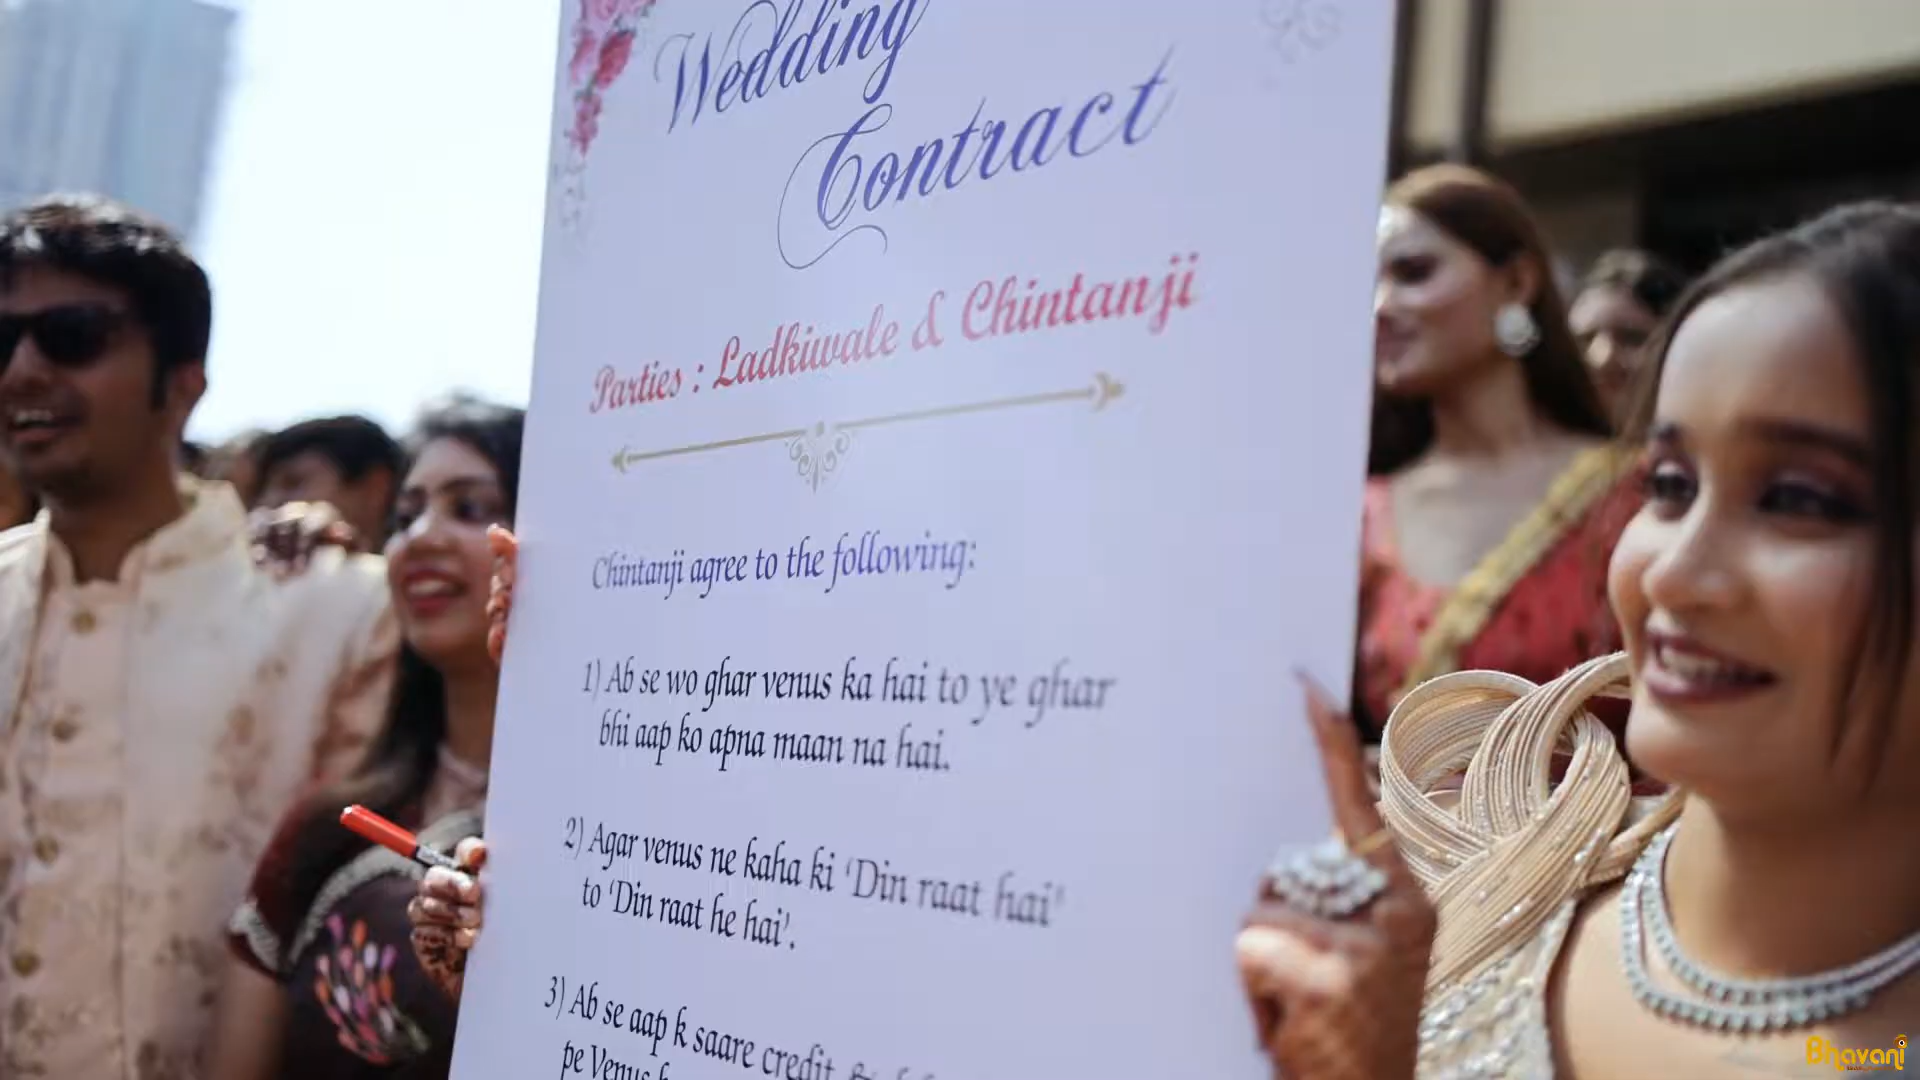 Wedding
Contract
Parties : Ladkiwale & Chintanji
Chintanji agree to the following:
1) Ab se wo ghar venus ka hai to ye ghar
bhi aap ko apna maan na hai.
2) Agar venus ne kaha ki ‘Din raat hai’
to ‘Din raat he hai’.
3) Ab se aap k saare credit &
pe Venus
Bhavani